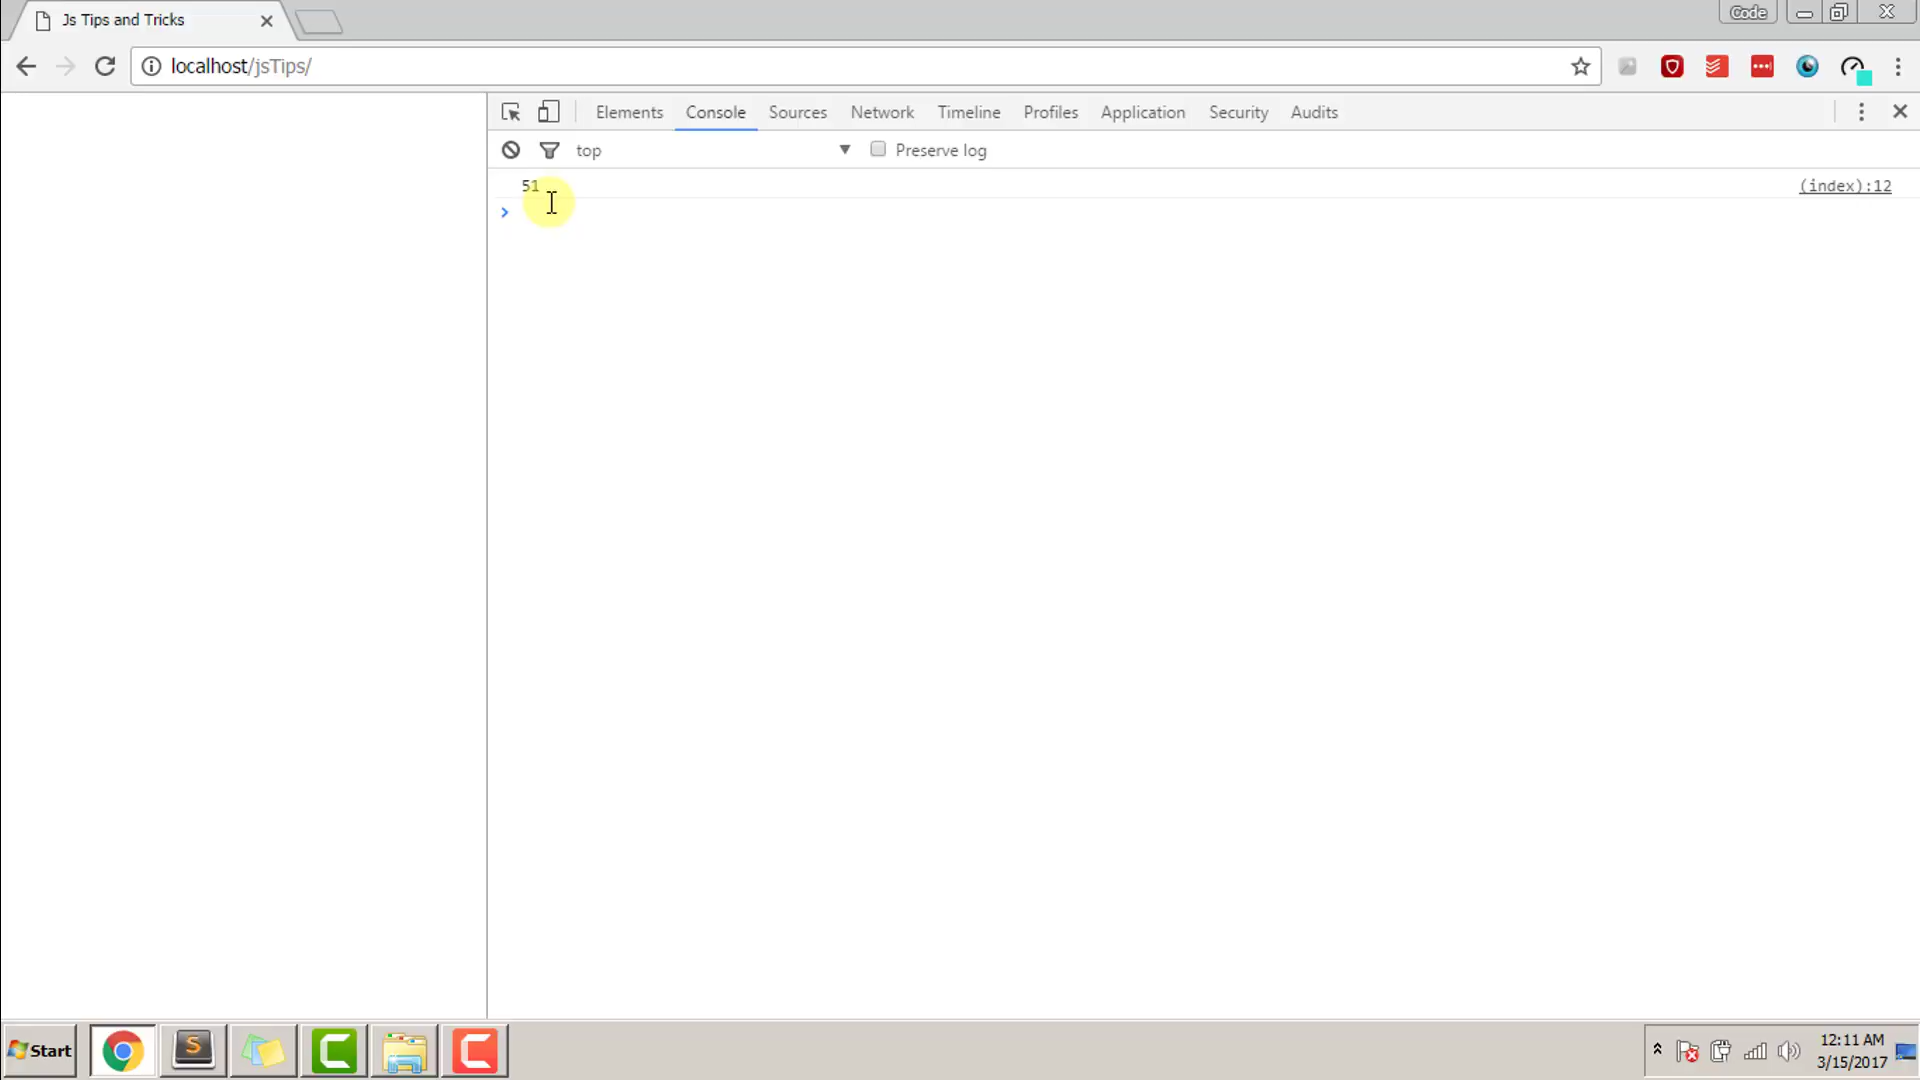 Js Tips and Tricks
Code
localhost/jsTips/
Elements Console Sources Network Timeline Profiles Application Security Audits
top Preserve log
51 (index):12
Start
S
12:11 AM
3/15/2017